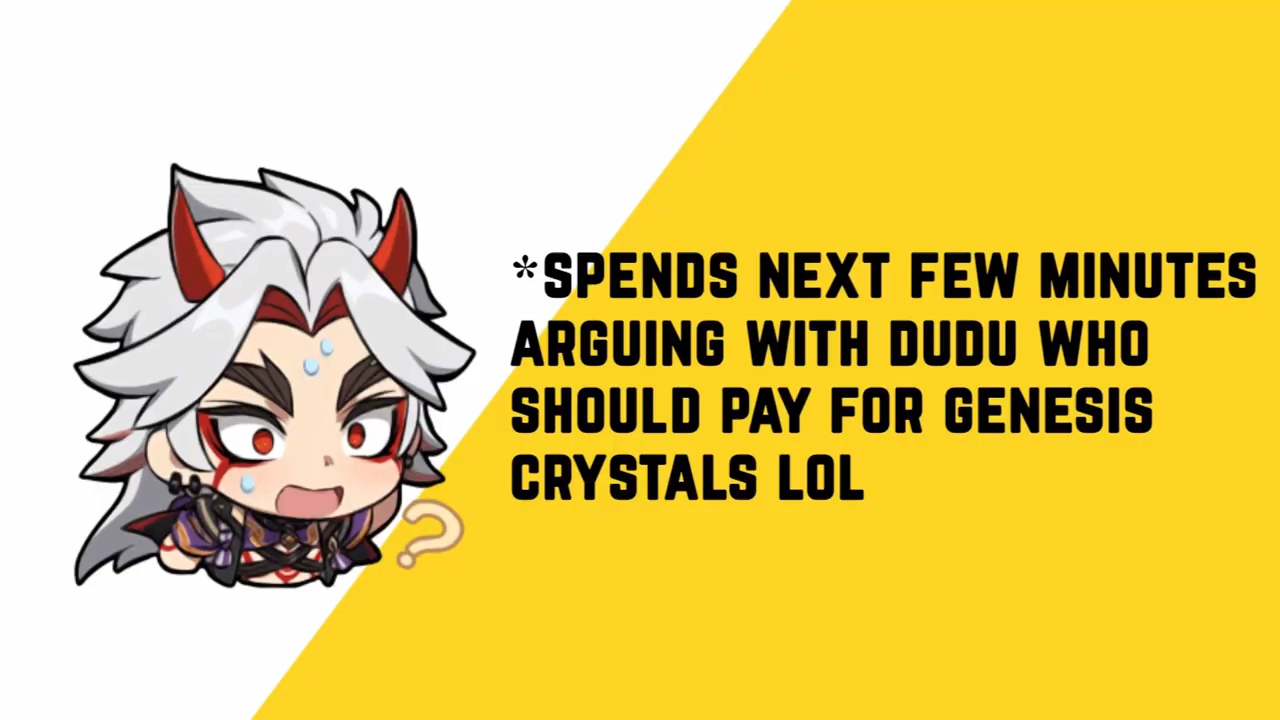 *SPENDS NEXT FEW MINUTES
ARGUING WITH DUDU WHO
SHOULD PAY FOR GENESIS
CRYSTALS LOL
?